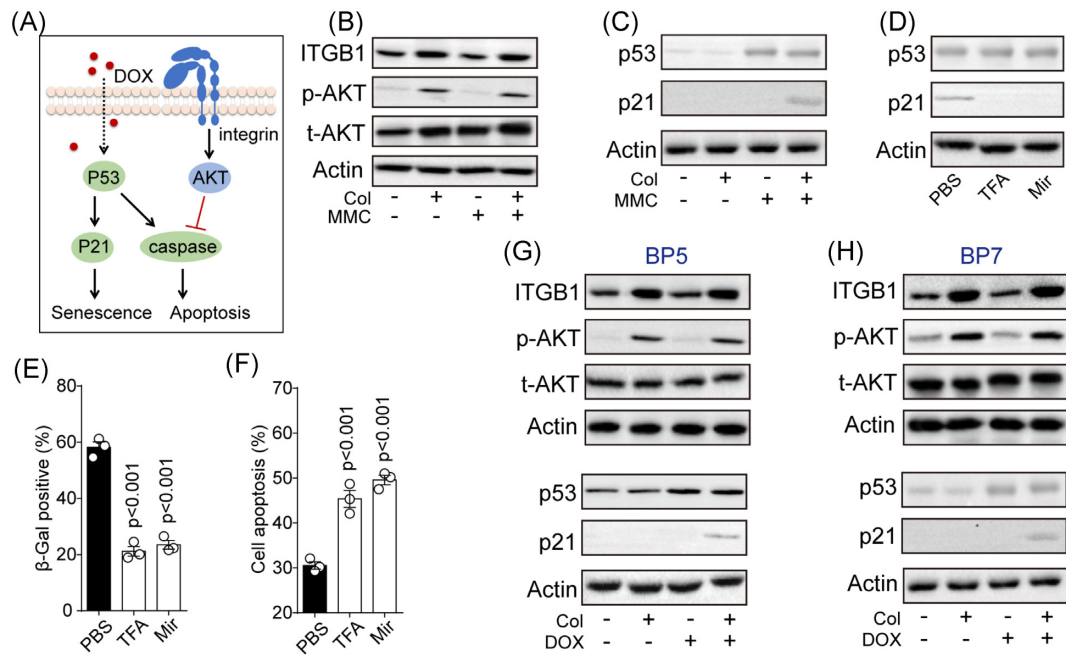 (A)
DOX
integrin
P53
AKT
P21
caspase
Senescence
Apoptosis
(B)
ITGB1
p-AKT
t-AKT
Actin
Col - + - +
MMC - - + +
(C)
p53
p21
Actin
Col - + - +
MMC - - + +
(D)
p53
p21
Actin
PBS
TFA
Mir
(E)
β-Gal positive (%)
80
60
40
20
0
p<0.001
p<0.001
PBS
TFA
Mir
(F)
Cell apoptosis (%)
70
60
50
40
30
20
p<0.001
p<0.001
PBS
TFA
Mir
(G)
BP5
ITGB1
p-AKT
t-AKT
Actin
p53
p21
Actin
Col - + - +
DOX - - + +
(H)
BP7
ITGB1
p-AKT
t-AKT
Actin
p53
p21
Actin
Col - + - +
DOX - - + +